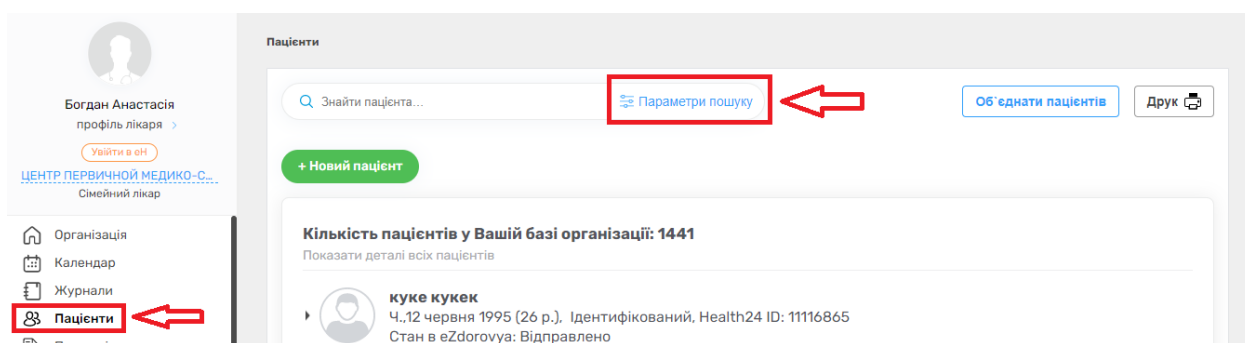 Богдан Анастасія
профіль лікаря
Увійти в еН
ЦЕНТР ПЕРВИЧНОЙ МЕДИКО-С...
Сімейний лікар
Організація
Календар
Журнали
Пацієнти
Пацієнти
Знайти пацієнта...
Параметри пошуку
Об`єднати пацієнтів
Друк
+ Новий пацієнт
Кількість пацієнтів у Вашій базі організації: 1441
Показати деталі всіх пацієнтів
куке кукек
Ч.,12 червня 1995 (26 р.), Ідентифікований, Health24 ID: 11116865
Стан в eZdorovya: Відправлено